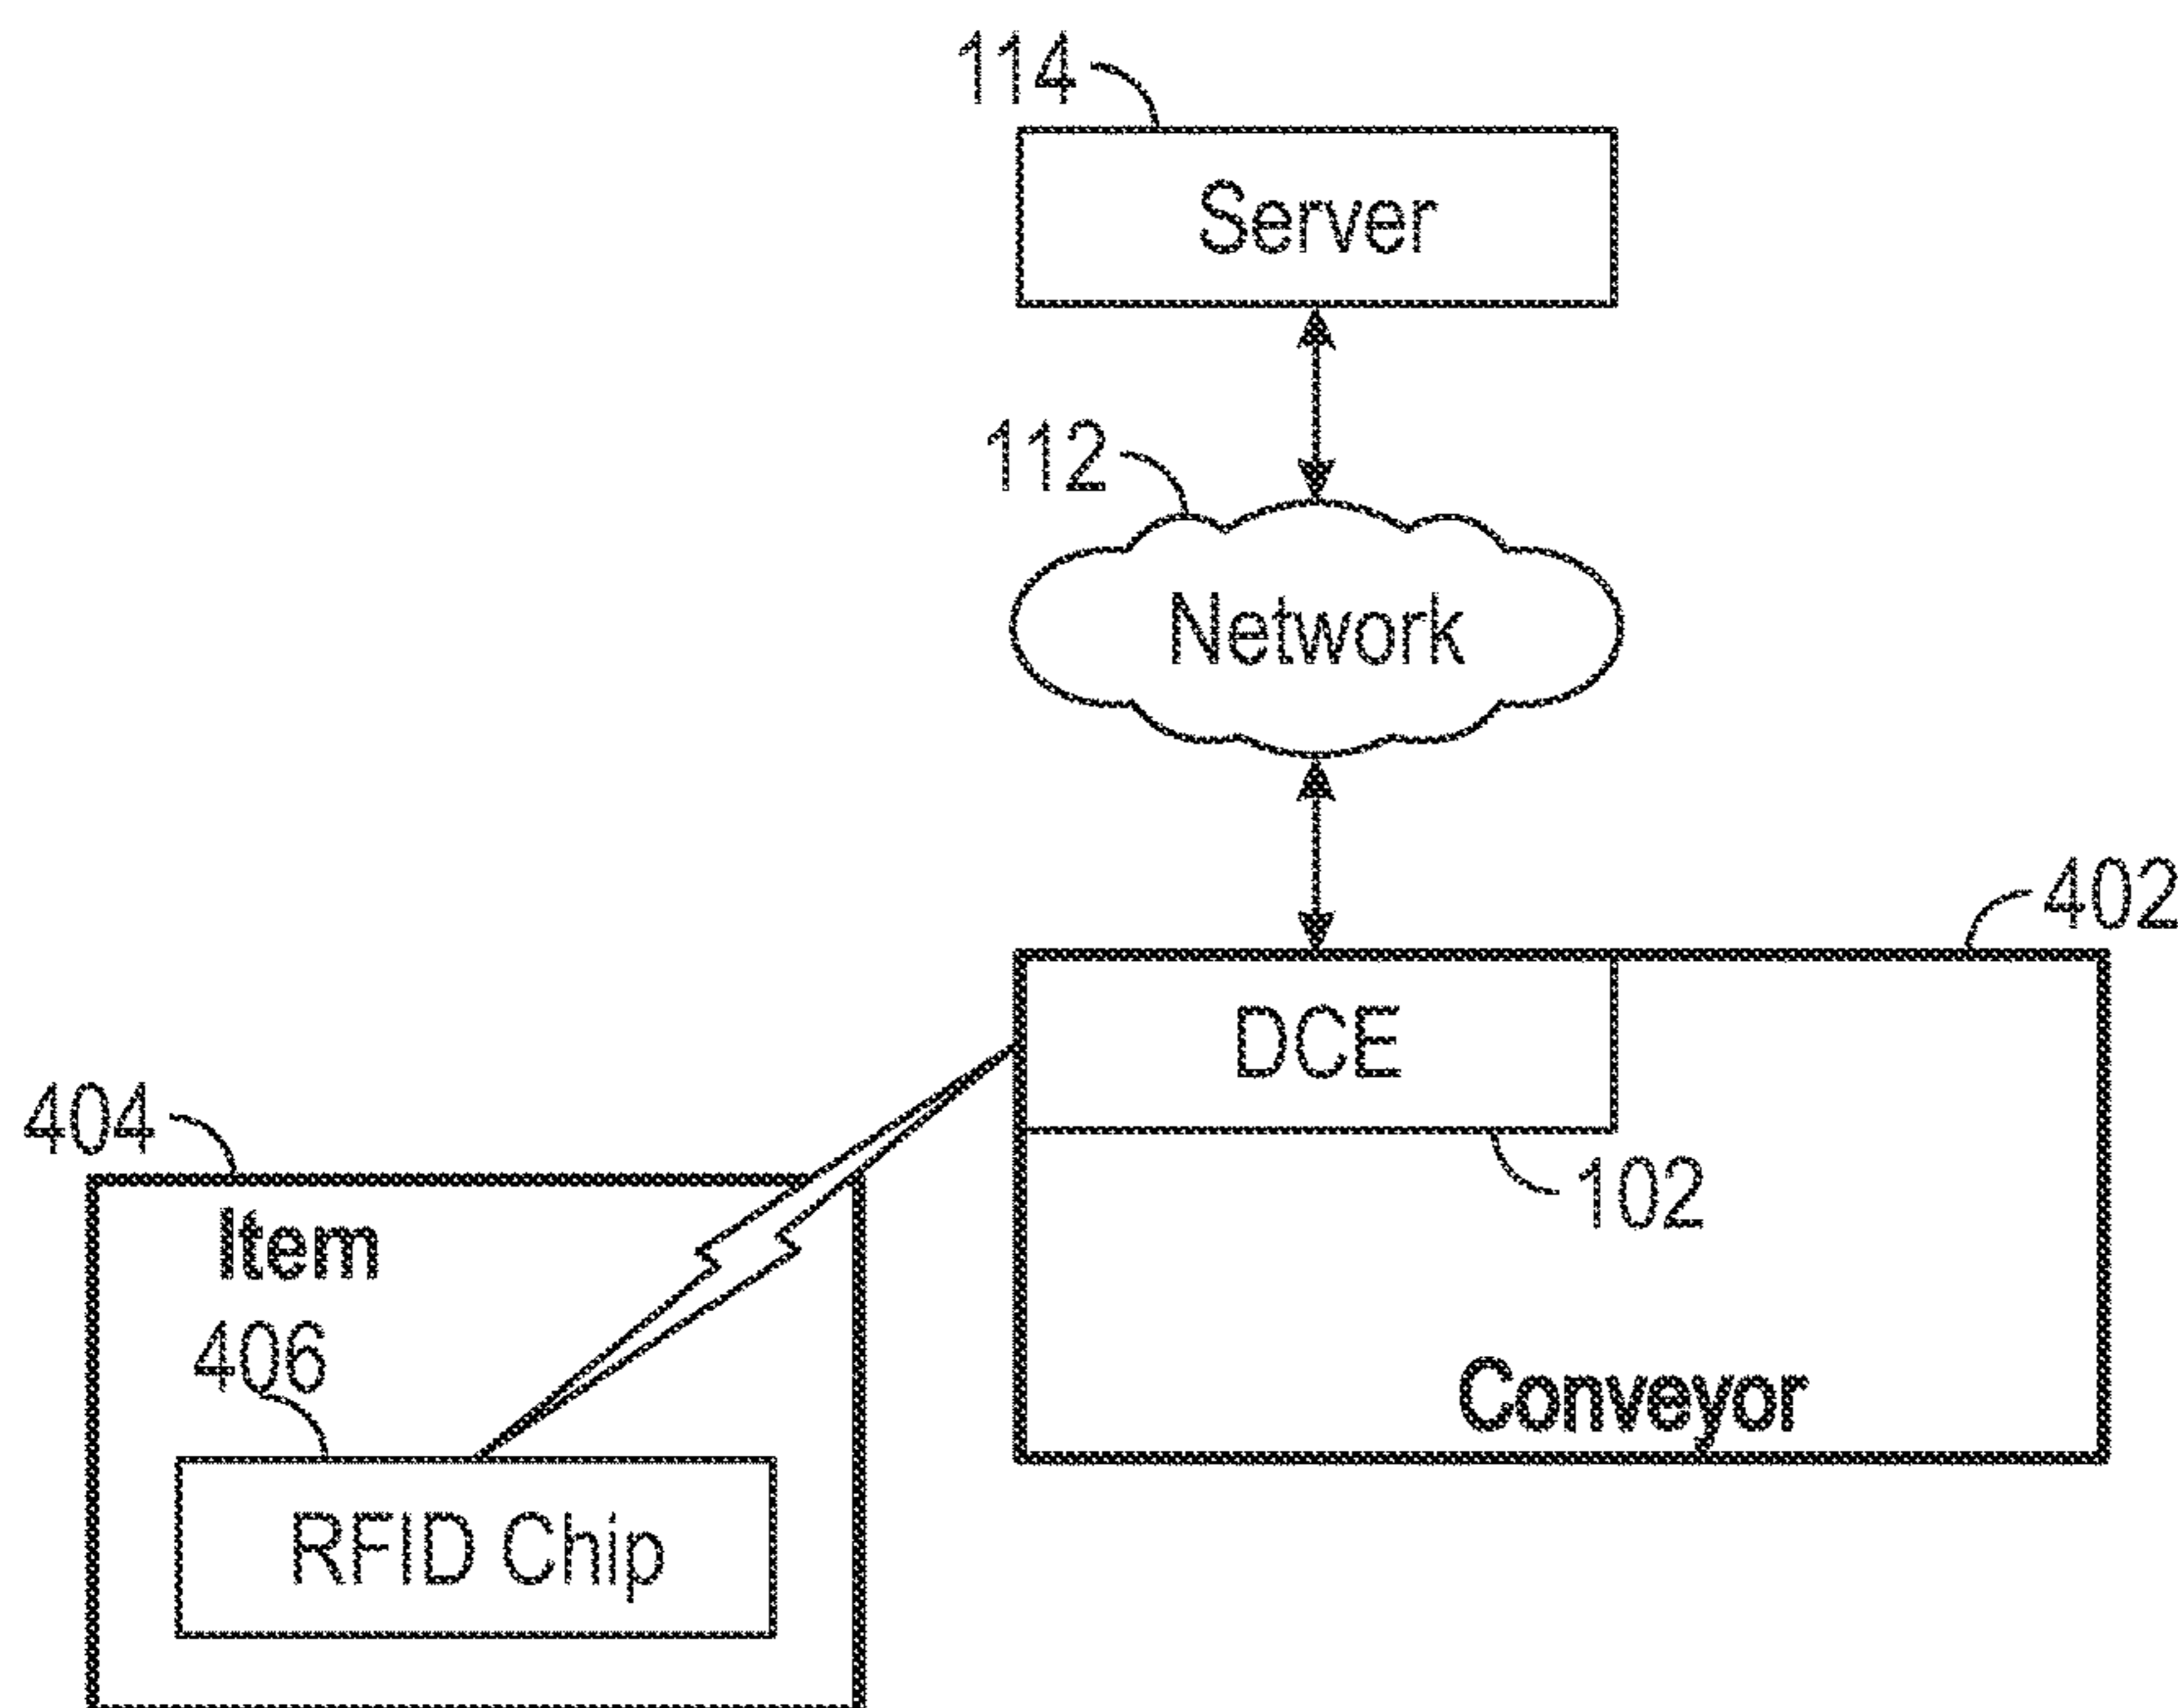 114
Server
112
Network
402
DCE
404
102
Item
406
Conveyor
RFID Chip